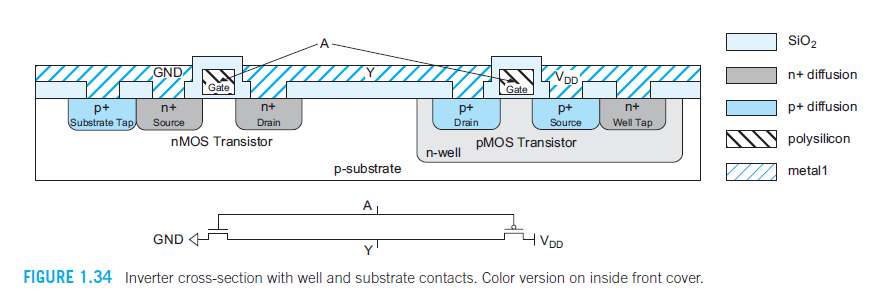 A
SiO2
GND
Y
VDD
Gate
Gate
n+ diffusion
p+
n+
n+
p+
p+
n+
p+ diffusion
Substrate Tap
Source
Drain
Drain
Source
Well Tap
nMOS Transistor
pMOS Transistor
polysilicon
n-well
p-substrate
metal1
A
GND
VDD
Y
FIGURE 1.34 Inverter cross-section with well and substrate contacts. Color version on inside front cover.